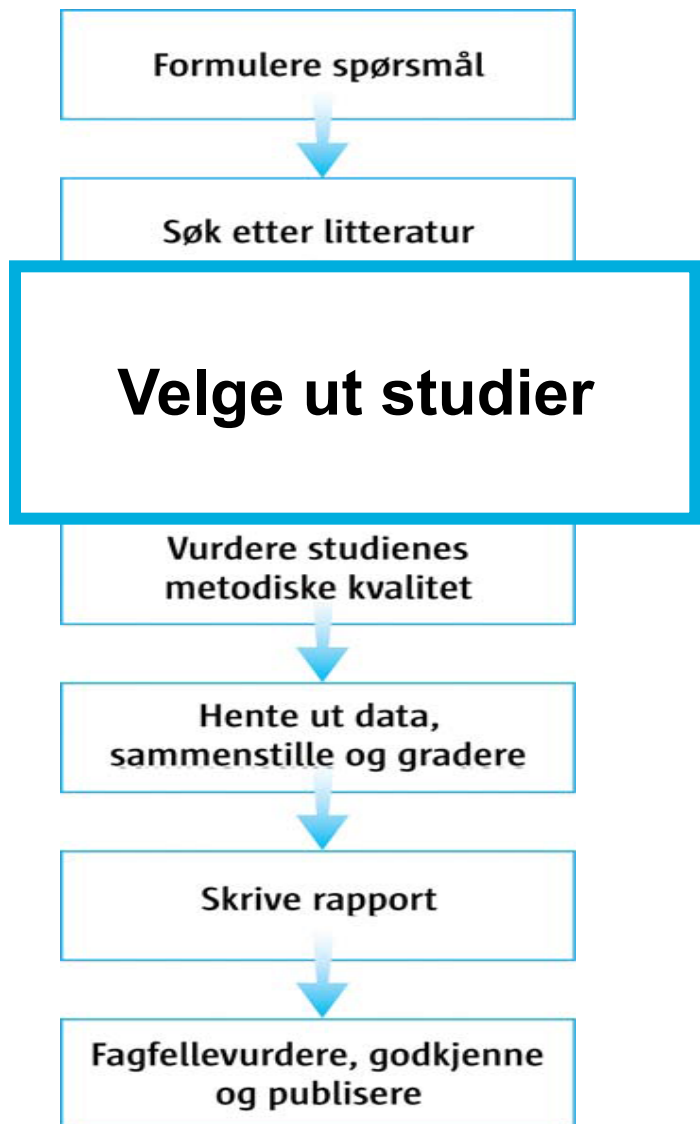 Formulere spørsmål
Søk etter litteratur
Velge ut studier
Vurdere studienes
metodiske kvalitet
Hente ut data,
sammenstille og gradere
Skrive rapport
Fagfellevurdere, godkjenne
og publisere